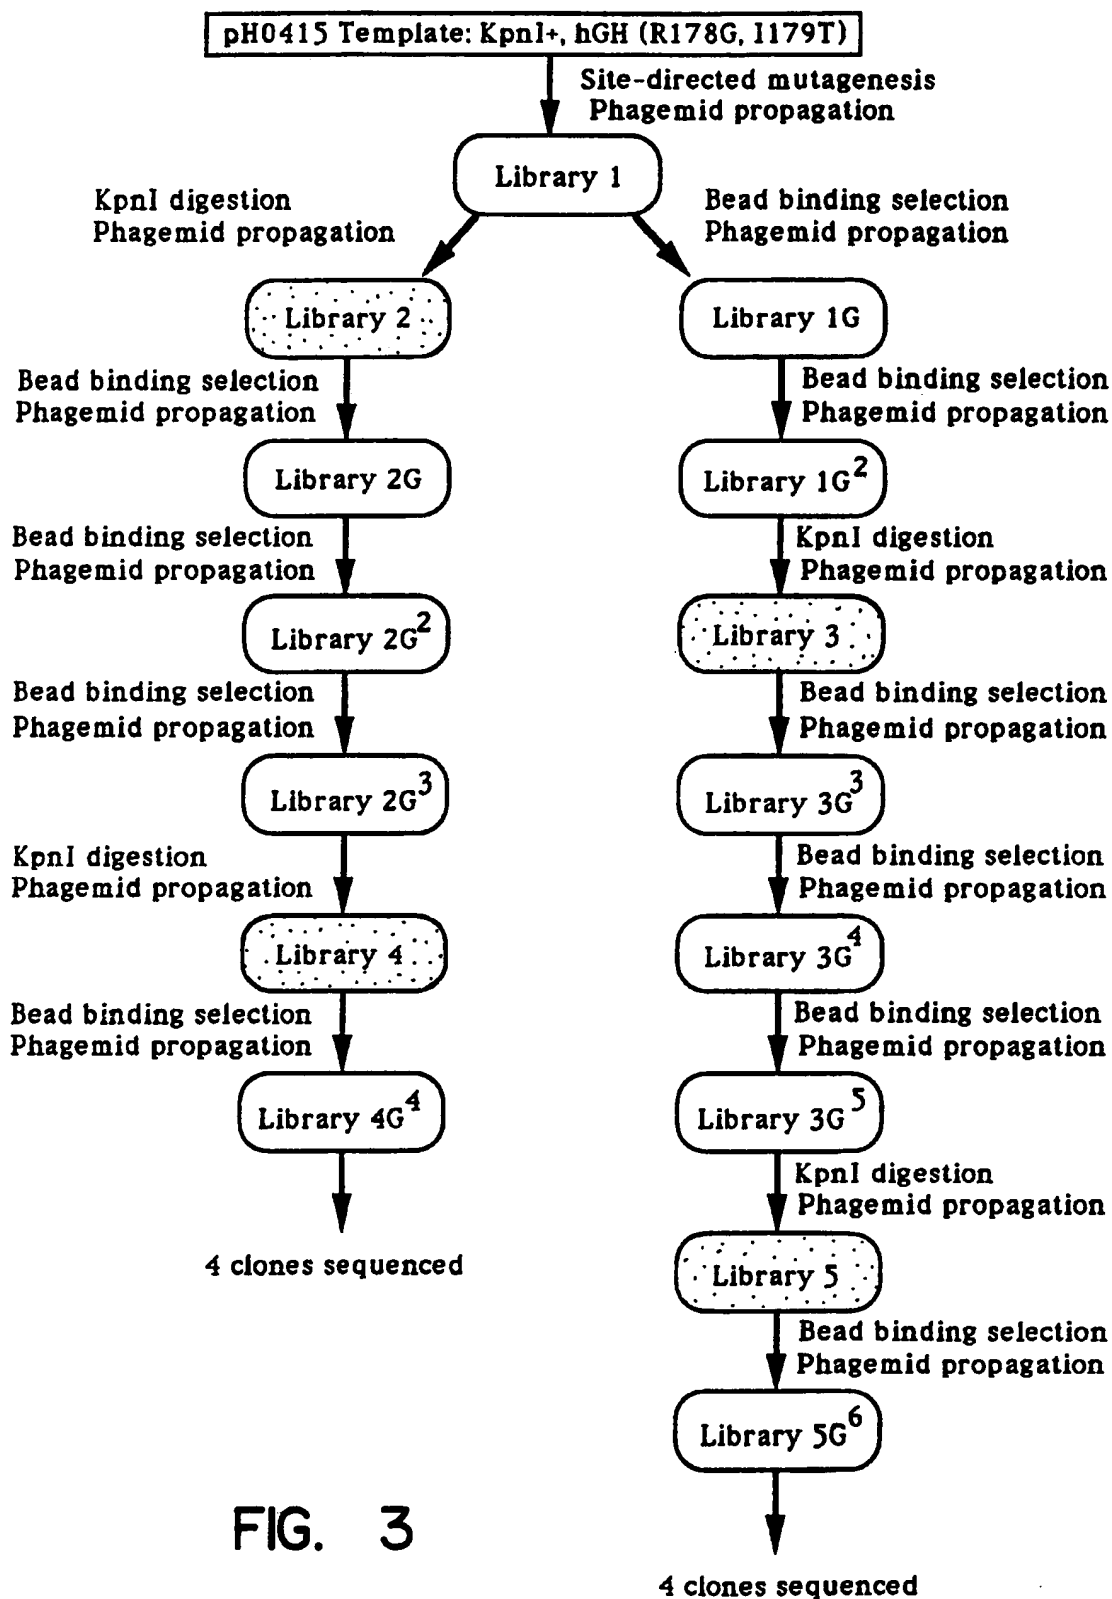 pH0415 Template: KpnI+, hGH (R178G, I179T)
Site-directed mutagenesis
Phagemid propagation
Library 1
KpnI digestion
Phagemid propagation
Bead binding selection
Phagemid propagation
Library 2
Library 1G
Bead binding selection
Phagemid propagation
Bead binding selection
Phagemid propagation
Library 2G
Library 1G²
Bead binding selection
Phagemid propagation
KpnI digestion
Phagemid propagation
Library 2G²
Library 3
Bead binding selection
Phagemid propagation
Bead binding selection
Phagemid propagation
Library 2G³
Library 3G³
KpnI digestion
Phagemid propagation
Bead binding selection
Phagemid propagation
Library 4
Library 3G⁴
Bead binding selection
Phagemid propagation
Bead binding selection
Phagemid propagation
Library 4G⁴
Library 3G⁵
KpnI digestion
Phagemid propagation
4 clones sequenced
Library 5
Bead binding selection
Phagemid propagation
Library 5G⁶
FIG. 3
4 clones sequenced